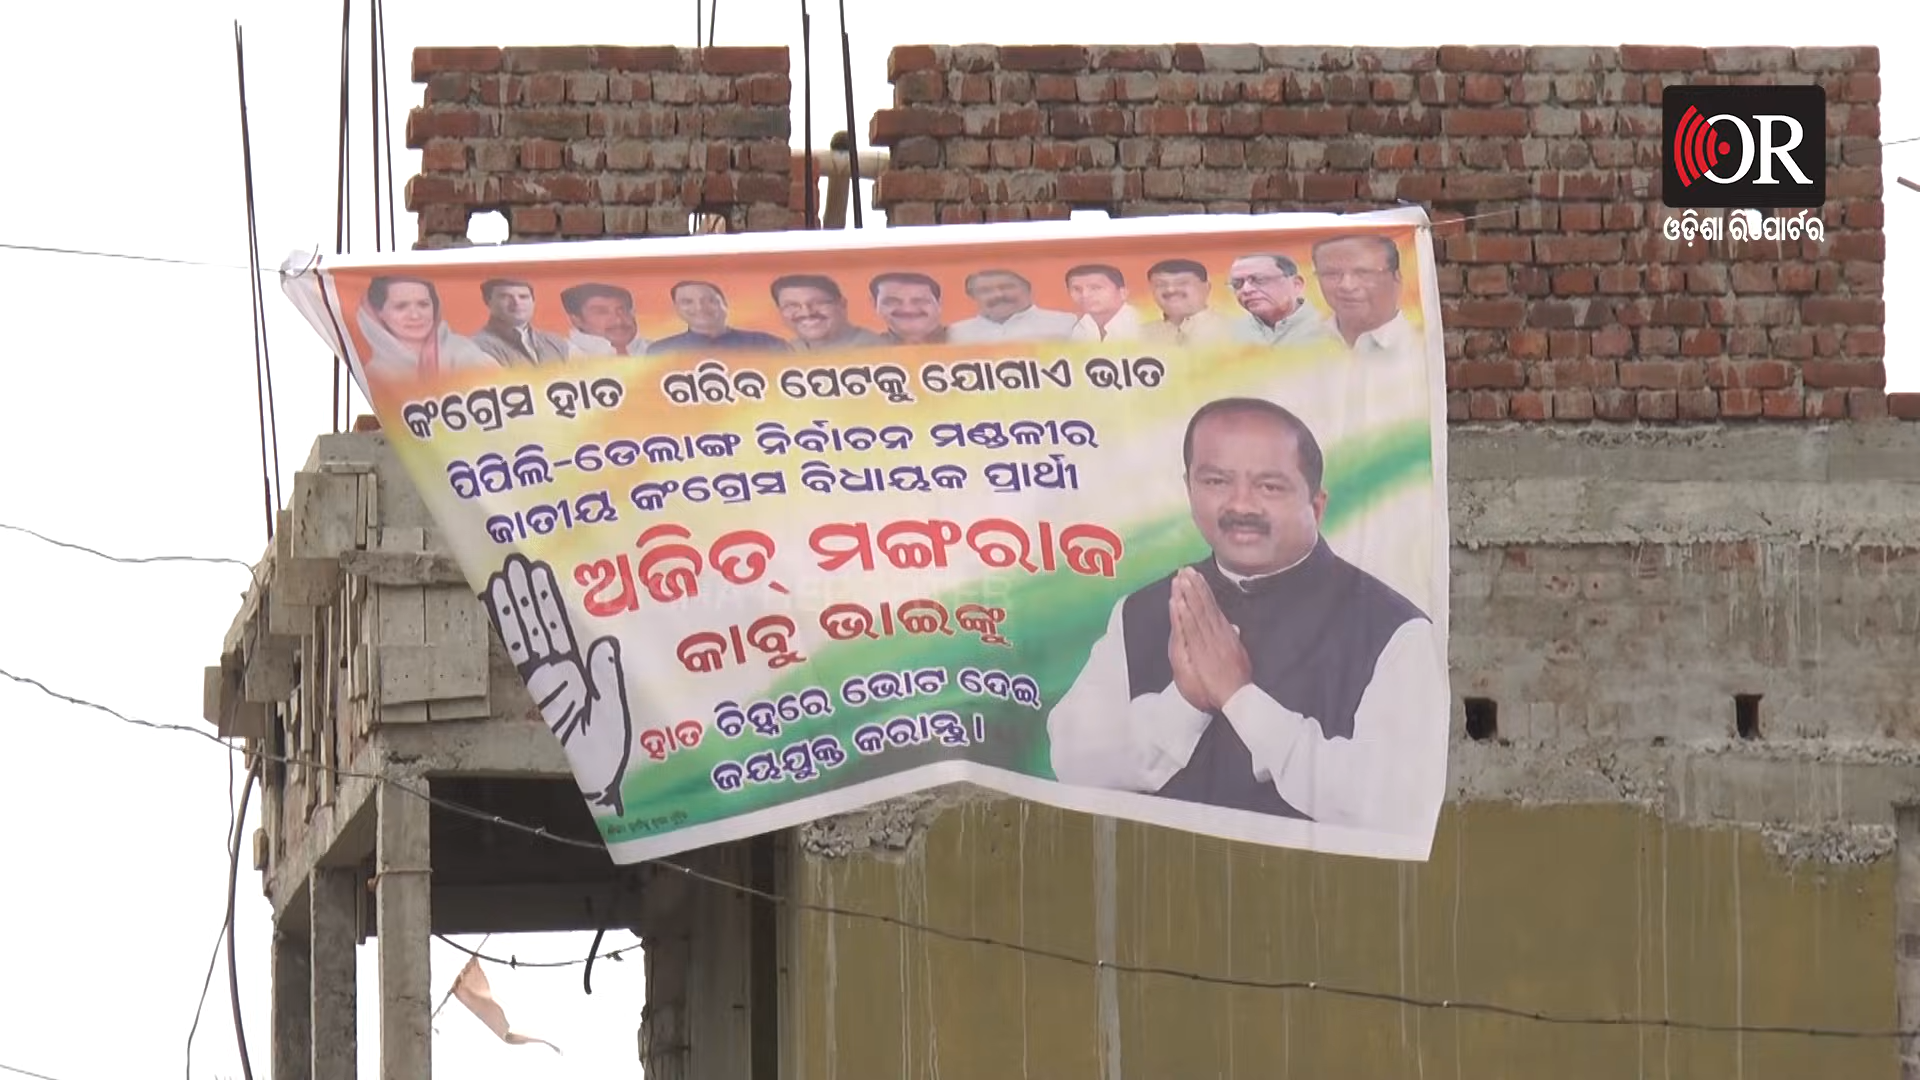 OR
ଓଡ଼ିଶା ରିପୋର୍ଟର
କଂଗ୍ରେସ ହାତ ଗରିବ ପେଟକୁ ଯୋଗାଏ ଭାତ
ପିପିଲି-ଡେଲାଙ୍ଗ ନିର୍ବାଚନ ମଣ୍ଡଳୀର
ଜାତୀୟ କଂଗ୍ରେସ ବିଧାୟକ ପ୍ରାର୍ଥୀ
ଅଜିତ୍ ମଙ୍ଗରାଜ
କାବୁ ଭାଇଙ୍କୁ
ହାତ ଚିହ୍ନରେ ଭୋଟ ଦେଇ
ଜୟଯୁକ୍ତ କରାନ୍ତୁ।